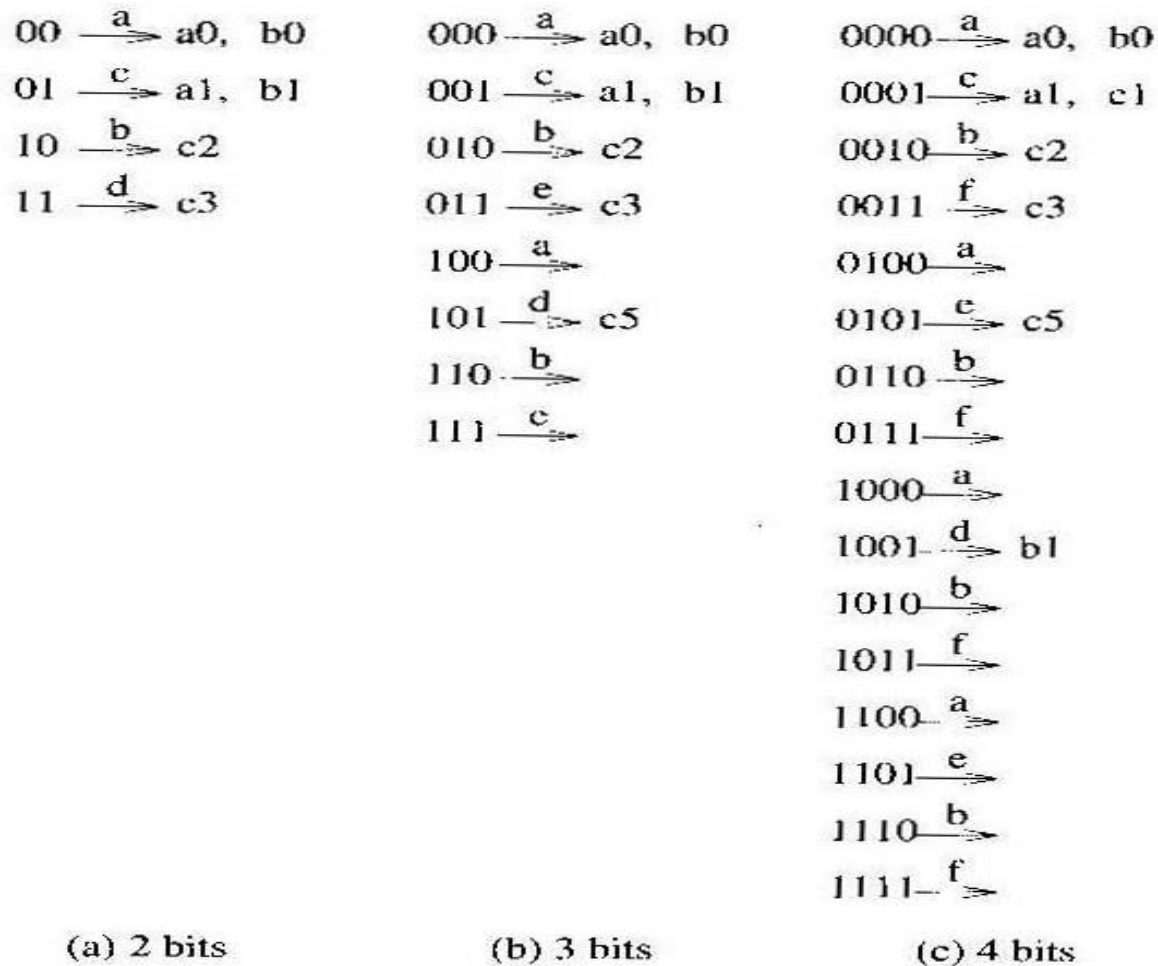 00 a a0, b0
01 c a1, b1
10 b c2
11 d c3
(a) 2 bits
000 a a0, b0
001 c a1, b1
010 b c2
011 e c3
100 a
101 d c5
110 b
111 e
(b) 3 bits
0000 a a0, b0
0001 c a1, c1
0010 b c2
0011 f c3
0100 a
0101 e c5
0110 b
0111 f
1000 a
1001 d b1
1010 b
1011 f
1100 a
1101 e
1110 b
1111 f
(c) 4 bits